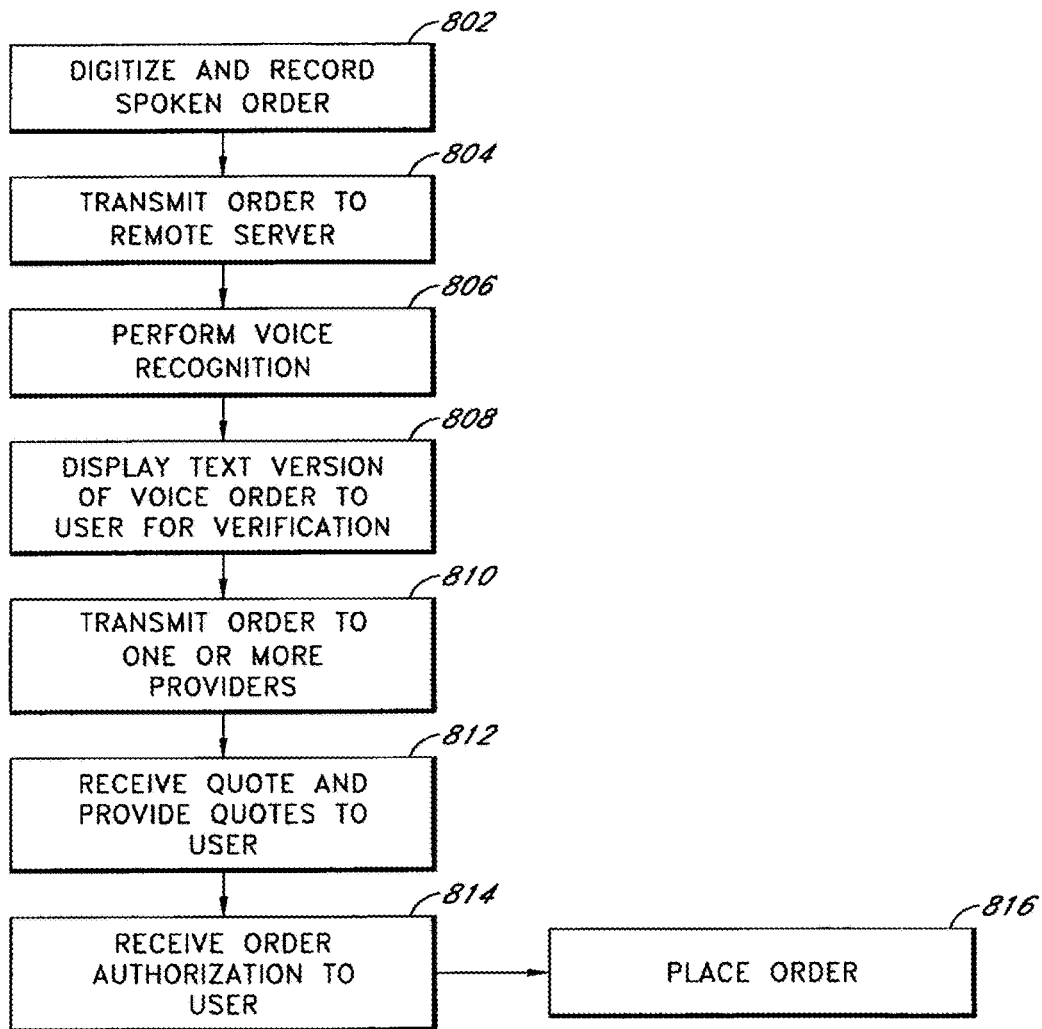 802
DIGITIZE AND RECORD
SPOKEN ORDER
804
TRANSMIT ORDER TO
REMOTE SERVER
806
PERFORM VOICE
RECOGNITION
808
DISPLAY TEXT VERSION
OF VOICE ORDER TO
USER FOR VERIFICATION
810
TRANSMIT ORDER TO
ONE OR MORE
PROVIDERS
812
RECEIVE QUOTE AND
PROVIDE QUOTES TO
USER
814
RECEIVE ORDER
AUTHORIZATION TO
USER
816
PLACE ORDER